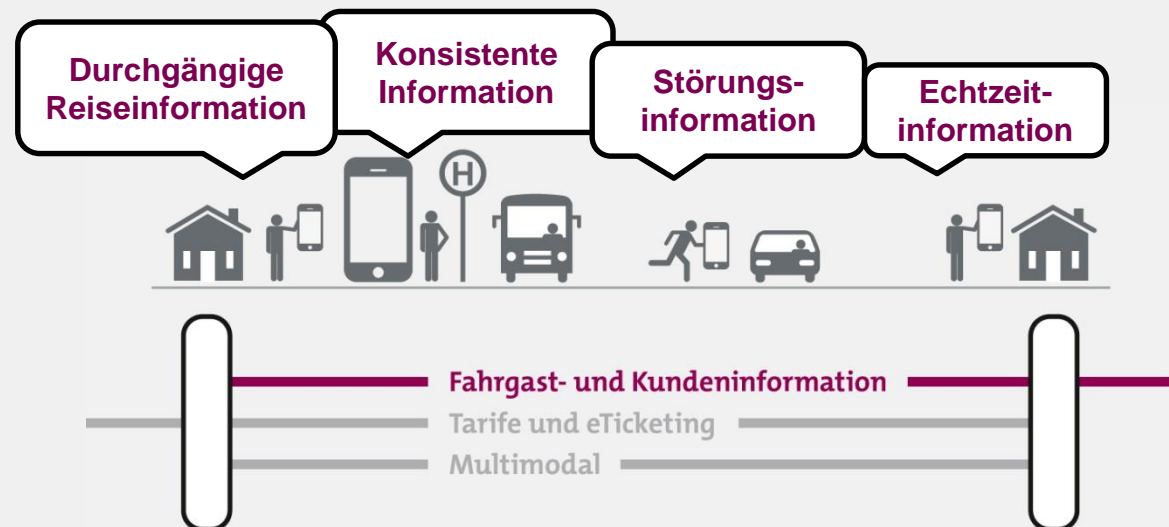 Durchgängige
Reiseinformation
Konsistente
Information
Störungs-
information
Echtzeit-
information
H
Fahrgast- und Kundeninformation
Tarife und eTicketing
Multimodal